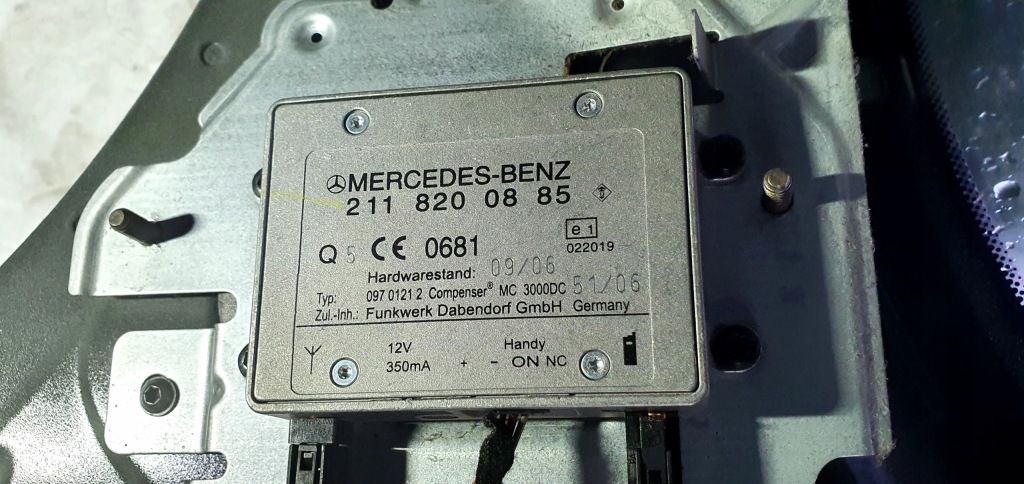 MERCEDES-BENZ
211 820 08 85
Q 5 CE 0681
e1
022019
Hardwarestand: 09/06
Typ: 097 0121 2 Compenser® MC 3000DC 51/06
Zul.-Inh.: Funkwerk Dabendorf GmbH Germany
12V Handy
350mA + - ON NC